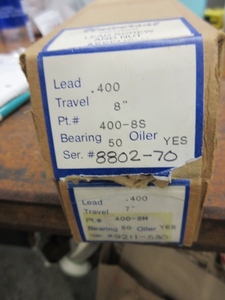 Lead .400
Travel 8"
Pt.# 400-8S
Bearing 50 Oiler YES
Ser. #8802-70
Lead .400
Travel 7"
Pt.# 400-8M
Bearing 50 Oiler YES